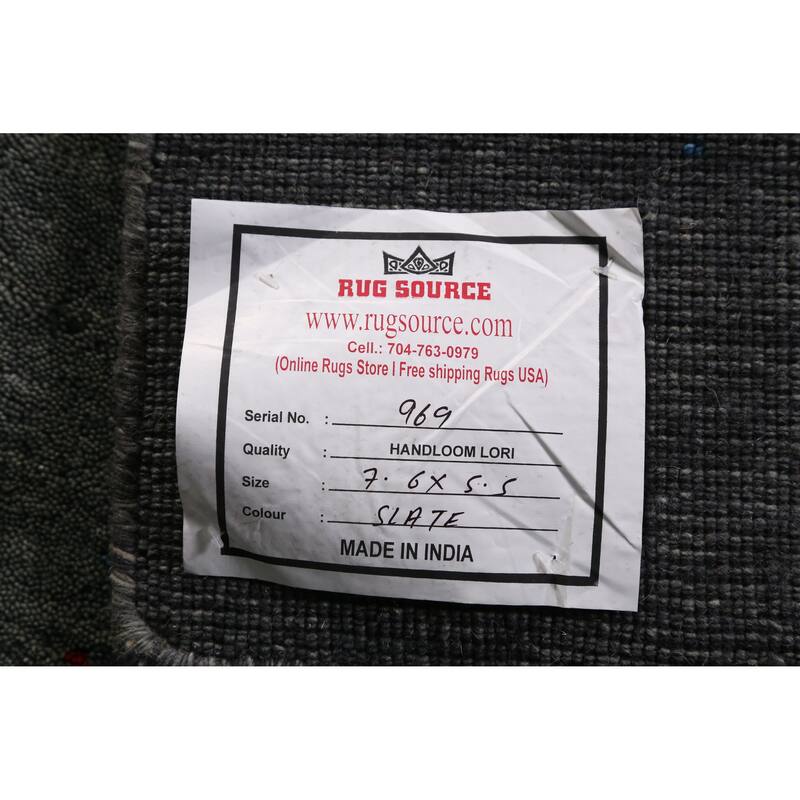 RUG SOURCE
www.rugsource.com
Cell.: 704-763-0979
(Online Rugs Store I Free shipping Rugs USA)
Serial No. : 969
Quality : HANDLOOM LORI
Size : 7.6 X 5.5
Colour : SLATE
MADE IN INDIA